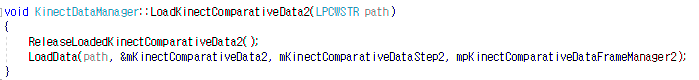 void KinectDataManager::LoadKinectComparativeData2(LPCWSTR path)
{
ReleaseLoadedKinectComparativeData2();
LoadData(path, &mKinectComparativeData2, mKinectComparativeDataStep2, mpKinectComparativeDataFrameManager2);
}